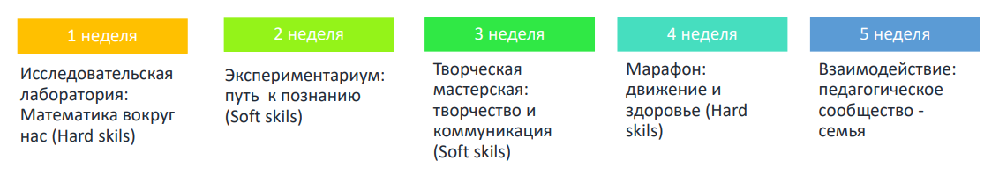 1 неделя
Исследовательская
лаборатория:
Математика вокруг
нас (Hard skils)
2 неделя
Экспериментариум:
путь к познанию
(Soft skils)
3 неделя
Творческая
мастерская:
творчество и
коммуникация
(Soft skils)
4 неделя
Марафон:
движение и
здоровье (Hard
skils)
5 неделя
Взаимодействие:
педагогическое
сообщество -
семья